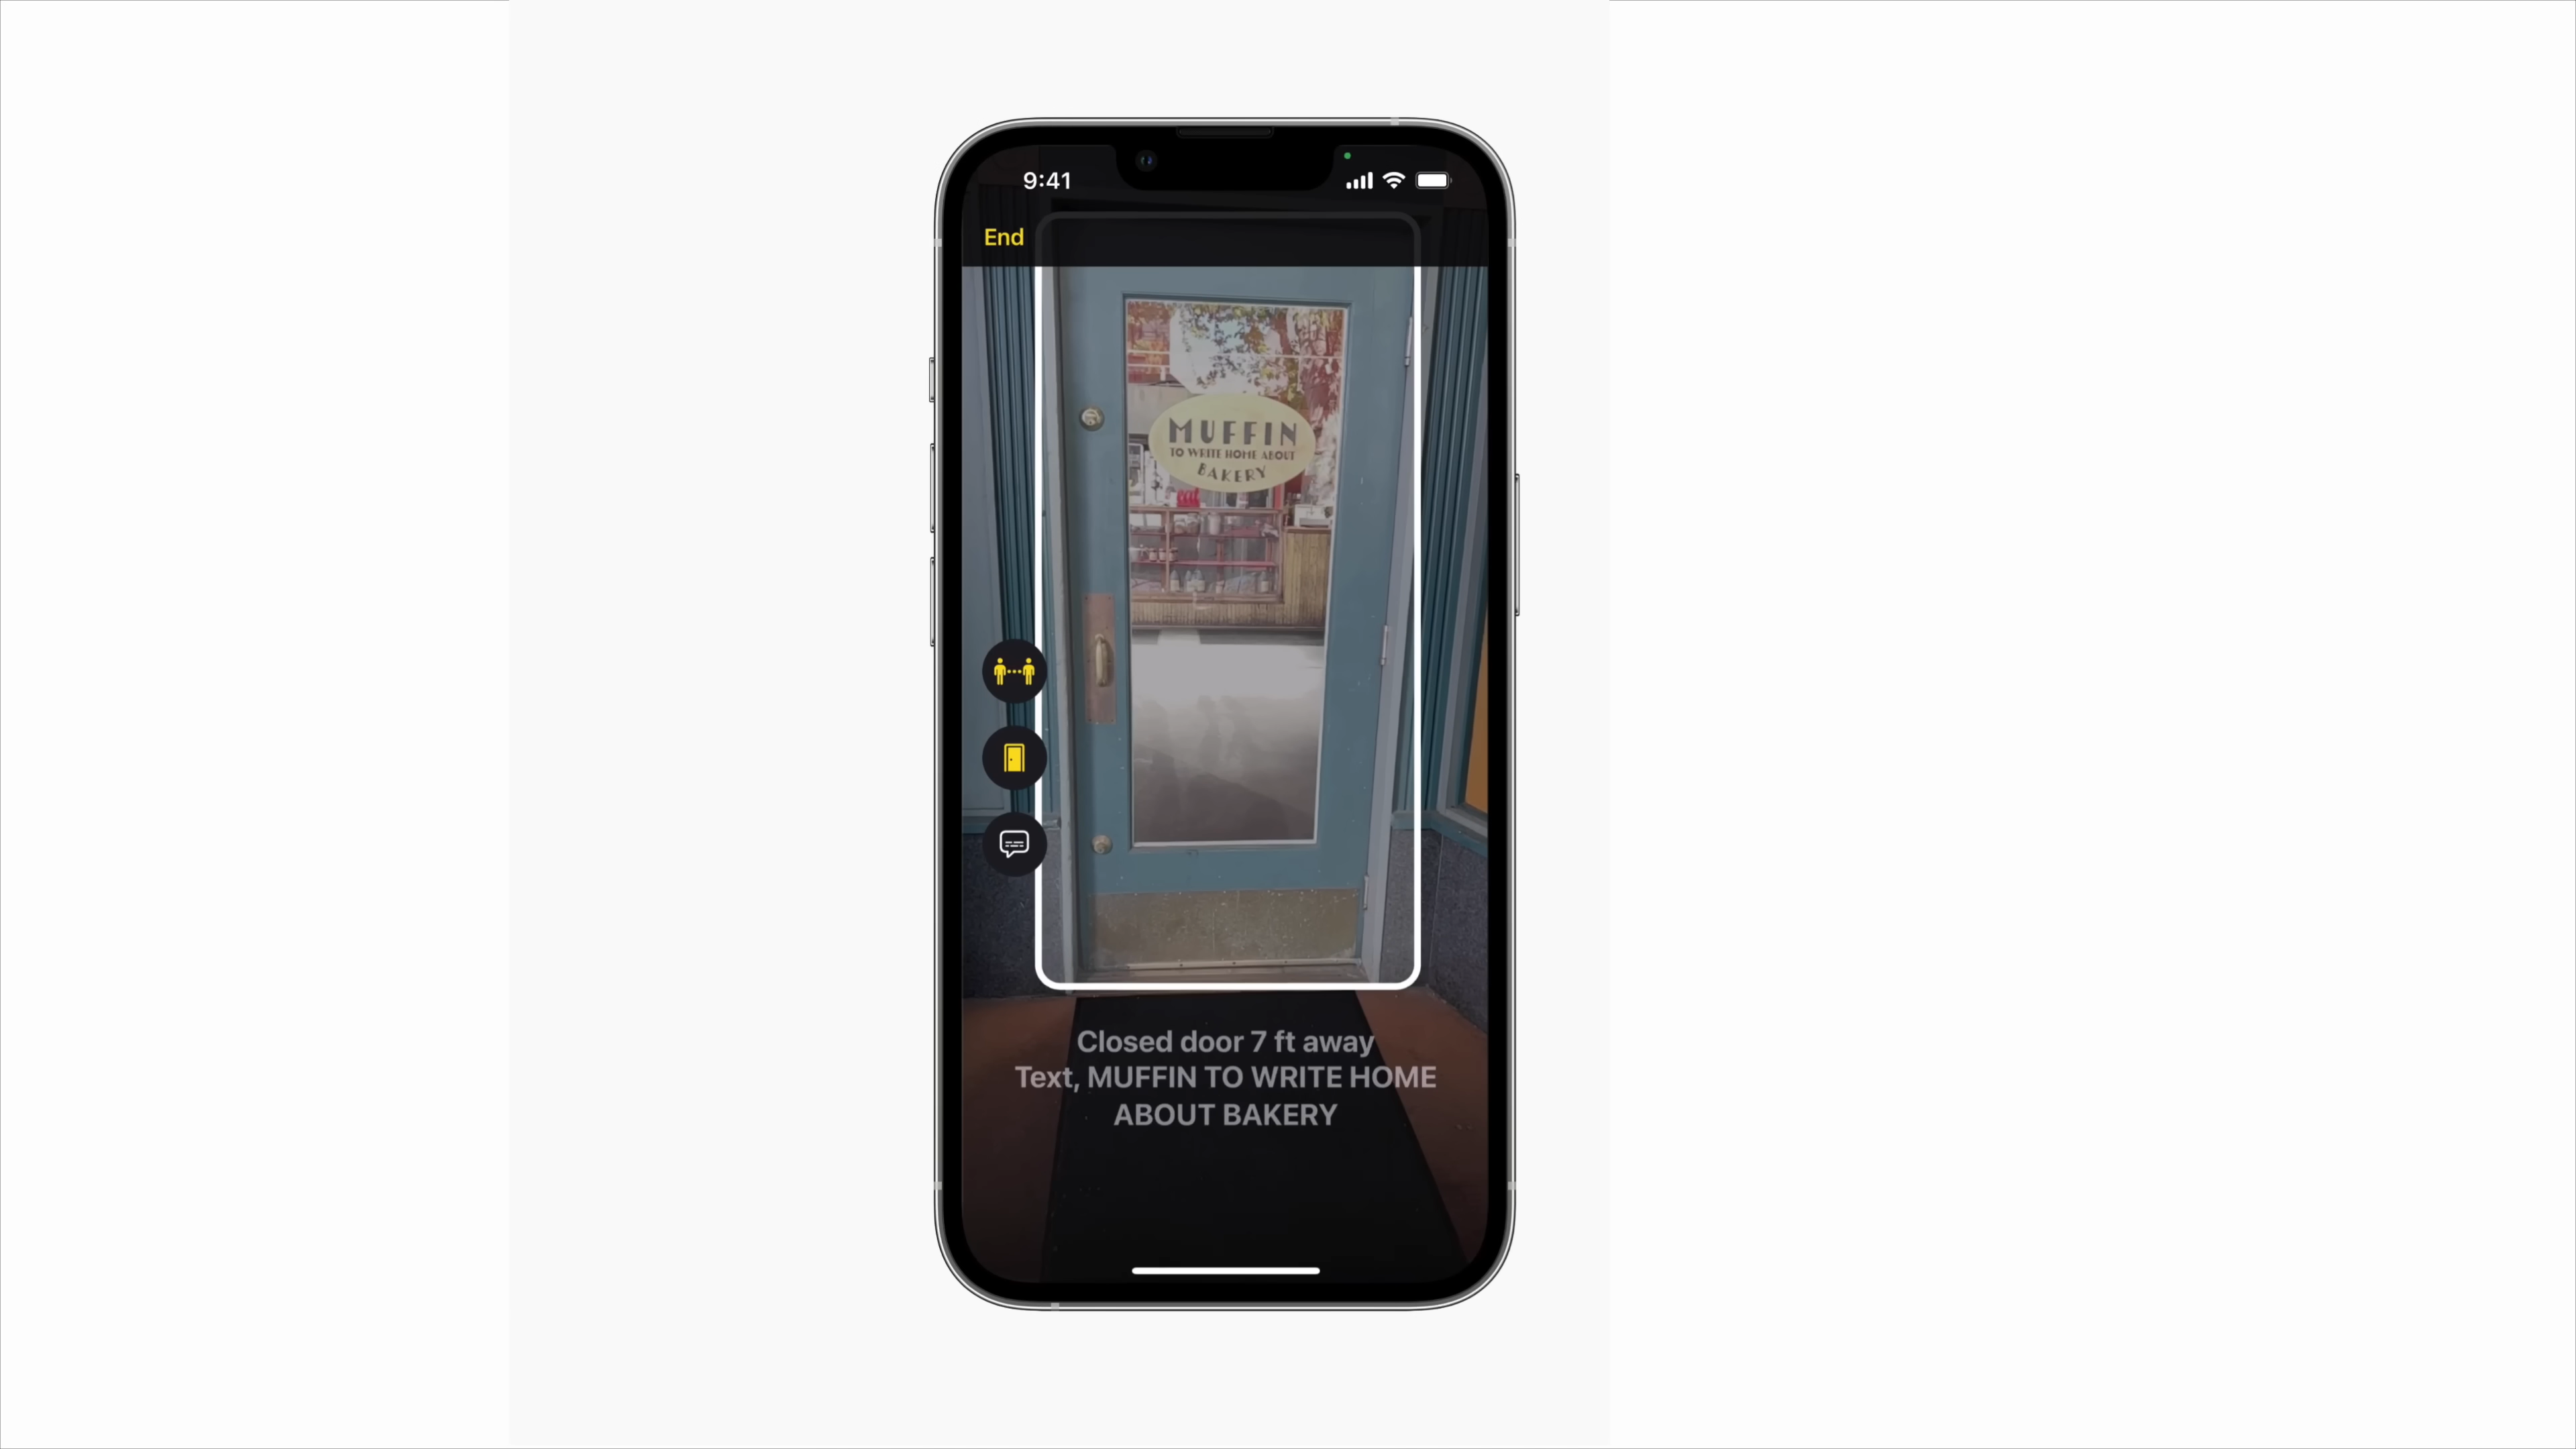 9:41
End
MUFFIN
TO WRITE HOME ABOUT
BAKERY
eat
Closed door 7 ft away
Text, MUFFIN TO WRITE HOME
ABOUT BAKERY